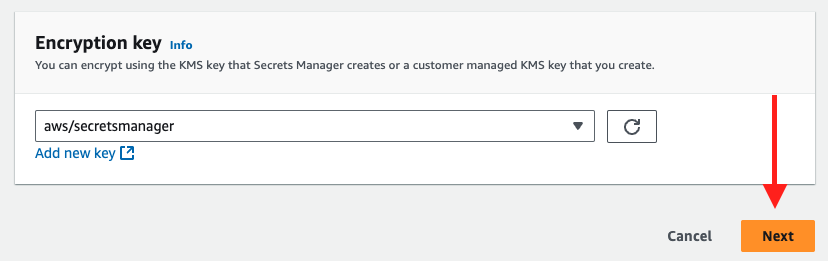 Encryption key Info
You can encrypt using the KMS key that Secrets Manager creates or a customer managed KMS key that you create.
aws/secretsmanager
Add new key
Cancel Next